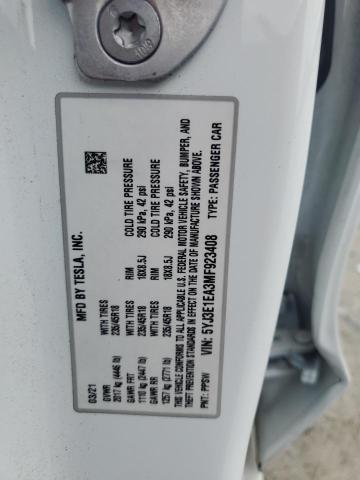 MFD BY TESLA, INC.
03/21
GVWR WITH TIRES RIM COLD TIRE PRESSURE
2017 kg (4446 lb) 235/45R18 18X8.5J 290 kPa, 42 psi
GAWR FRT WITH TIRES RIM COLD TIRE PRESSURE
1110 kg (2447 lb) 235/45R18 18X8.5J 290 kPa, 42 psi
GAWR RR
1257 kg (2771 lb)
THIS VEHICLE CONFORMS TO ALL APPLICABLE U.S. FEDERAL MOTOR VEHICLE SAFETY, BUMPER, AND
THEFT PREVENTION STANDARDS IN EFFECT ON THE DATE OF MANUFACTURE SHOWN ABOVE.
VIN: 5YJ3E1EA3MF923408 TYPE: PASSENGER CAR
PNT: PPSW